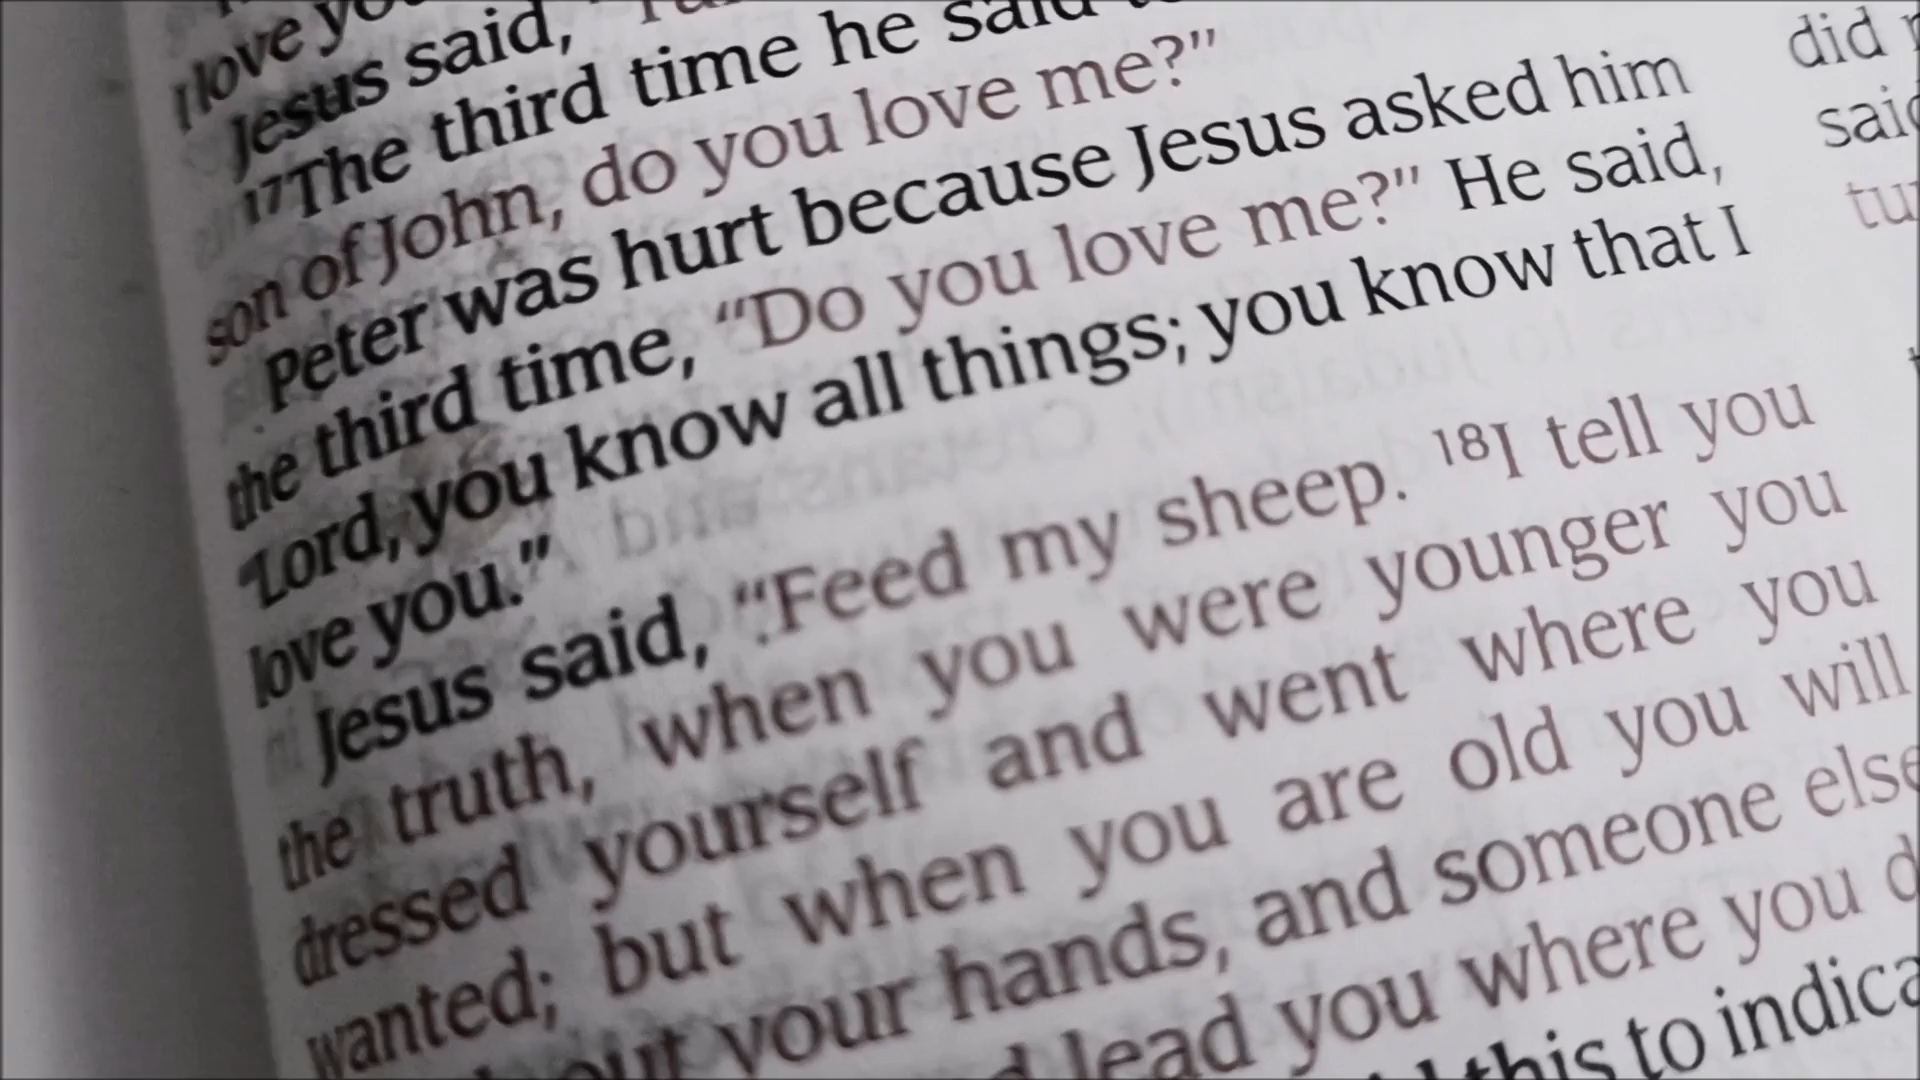 I love you
Jesus said,
17The third time he said
son of John, do you love me?"
Peter was hurt because Jesus asked him
the third time, "Do you love me?" He said,
"Lord, you know all things; you know that I
love you."
Jesus said, "Feed my sheep. 18I tell you
the truth, when you were younger you
dressed yourself and went where you
wanted; but when you are old you will
out your hands, and someone else
lead you where you
this to indica
did
said